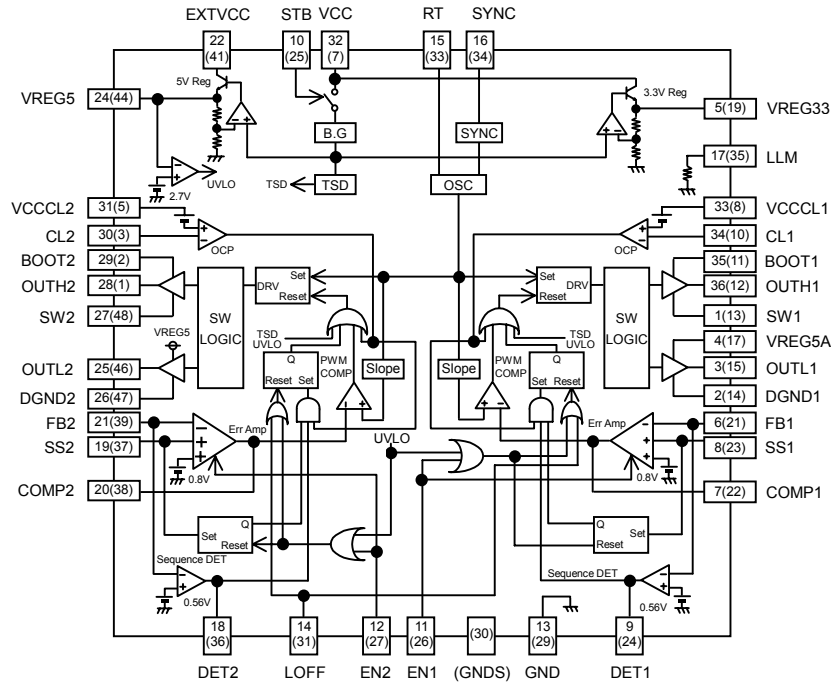 EXTVCC STB VCC RT SYNC
22 (41)
10 (25)
32 (7)
15 (33)
16 (34)
5V Reg
3.3V Reg
VREG5 24(44)
5(19) VREG33
B.G
SYNC
17(35) LLM
UVLO
2.7V
TSD
TSD
OSC
VCCCL2 31(5)
33(8) VCCCL1
CL2 30(3)
34(10) CL1
OCP
OCP
BOOT2 29(2)
35(11) BOOT1
OUTH2 28(1)
36(12) OUTH1
SW2 27(48)
1(13) SW1
SW LOGIC
DRV
Set
Reset
Set
DRV
Reset
SW LOGIC
VREG5
TSD
UVLO
TSD
UVLO
4(17) VREG5A
OUTL2 25(46)
3(15) OUTL1
DGND2 26(47)
2(14) DGND1
Q
Reset Set
PWM COMP
Slope
Slope
PWM COMP
Q
Set Reset
FB2 21(39)
6(21) FB1
SS2 19(37)
8(23) SS1
Err Amp
0.8V
UVLO
Err Amp
0.8V
COMP2 20(38)
7(22) COMP1
Q
Set
Reset
Q
Set
Reset
Sequence DET
0.56V
Sequence DET
0.56V
18 (36)
14 (31)
12 (27)
11 (26)
(30)
13 (29)
9 (24)
DET2 LOFF EN2 EN1 (GNDS) GND DET1